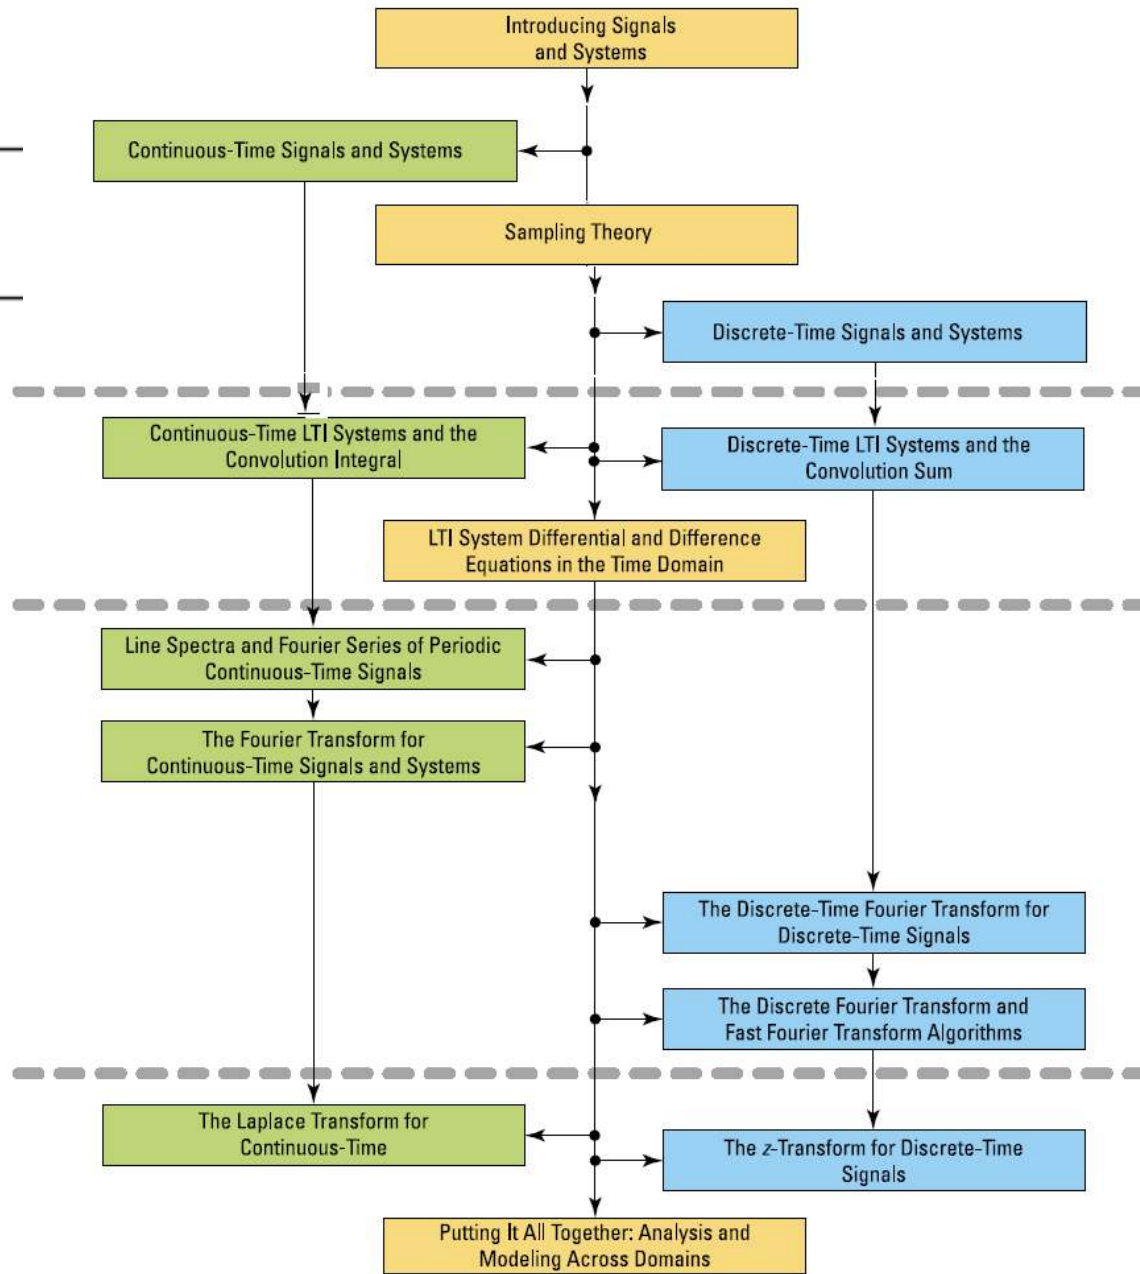 Introducing Signals
and Systems
Continuous-Time Signals and Systems
Sampling Theory
Discrete-Time Signals and Systems
Continuous-Time LTI Systems and the
Convolution Integral
Discrete-Time LTI Systems and the
Convolution Sum
LTI System Differential and Difference
Equations in the Time Domain
Line Spectra and Fourier Series of Periodic
Continuous-Time Signals
The Fourier Transform for
Continuous-Time Signals and Systems
The Discrete-Time Fourier Transform for
Discrete-Time Signals
The Discrete Fourier Transform and
Fast Fourier Transform Algorithms
The Laplace Transform for
Continuous-Time
The z-Transform for Discrete-Time
Signals
Putting It All Together: Analysis and
Modeling Across Domains